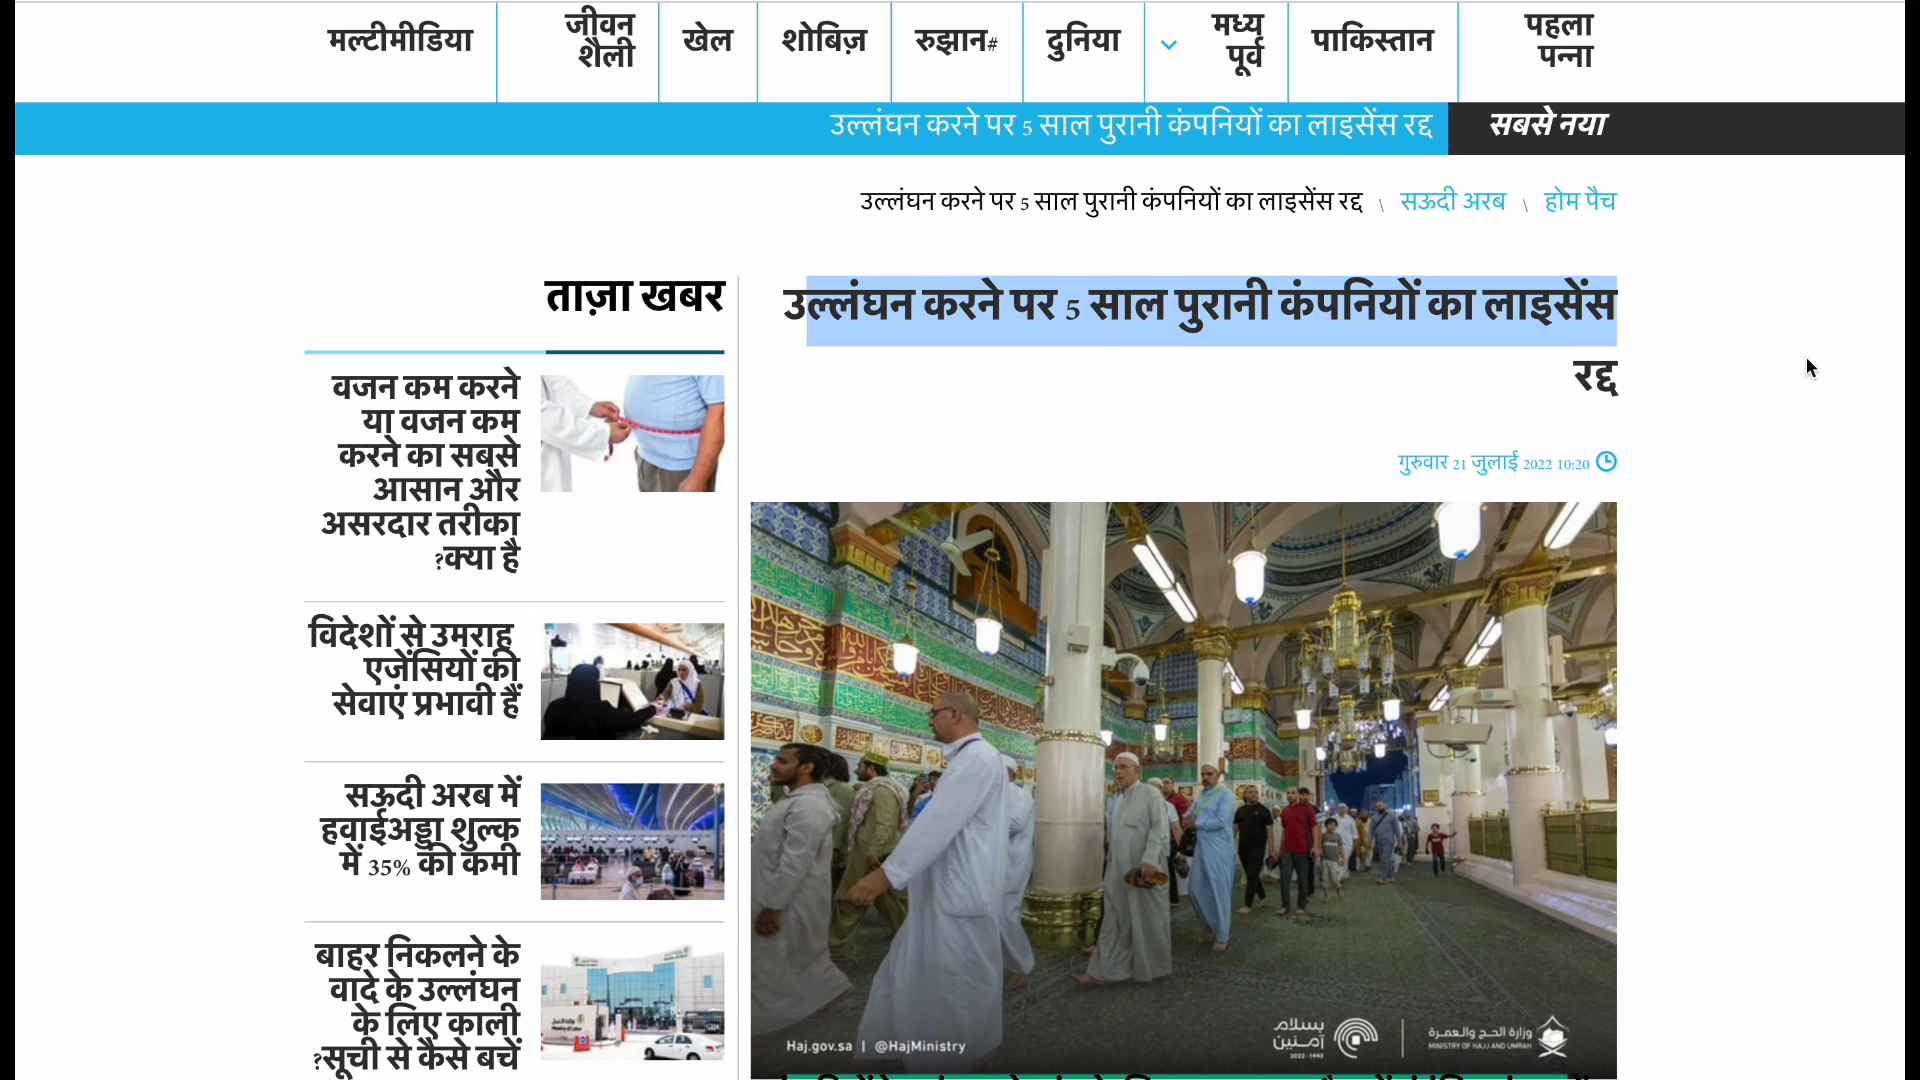 पहला
पन्ना
पाकिस्तान
मध्य
पूर्व
दुनिया
रुझान#
शोबिज़
खेल
जीवन
शैली
मल्टीमीडिया
सबसे नया
उल्लंघन करने पर 5 साल पुरानी कंपनियों का लाइसेंस रद्द
होम पैच \ सऊदी अरब \ उल्लंघन करने पर 5 साल पुरानी कंपनियों का लाइसेंस रद्द
उल्लंघन करने पर 5 साल पुरानी कंपनियों का लाइसेंस
रद्द
गुरुवार 21 जुलाई 2022 10:20
Haj.gov.sa | @HajMinistry
بسلام
آمنين
2022 - 1443
وزارة الحج والعمرة
MINISTRY OF HAJJ AND UMRAH
ताज़ा खबर
वजन कम करने
या वजन कम
करने का सबसे
आसान और
असरदार तरीका
?क्या है
विदेशों से उमराह
एजेंसियों की
सेवाएं प्रभावी हैं
सऊदी अरब में
हवाईअड्डा शुल्क
में 35% की कमी
बाहर निकलने के
वादे के उल्लंघन
के लिए काली
?सूची से कैसे बचें